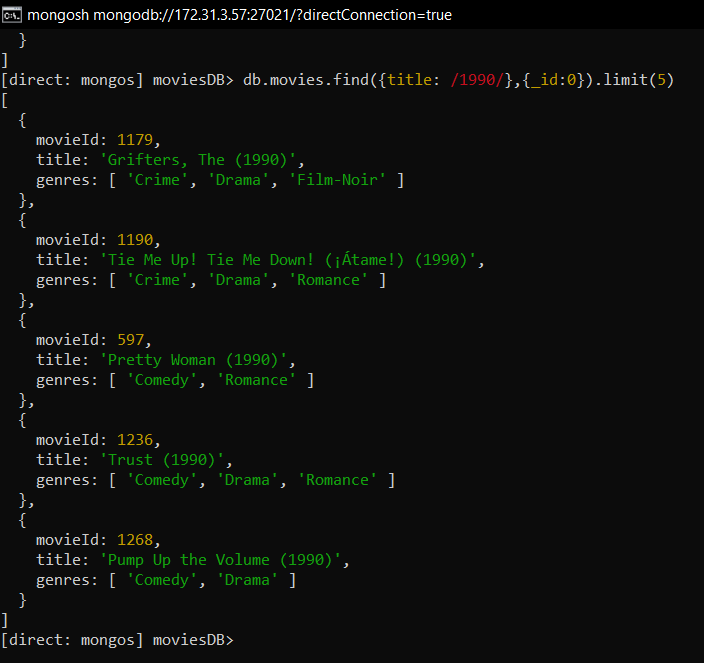 mongosh mongodb://172.31.3.57:27021/?directConnection=true
  }
]
[direct: mongos] moviesDB> db.movies.find({title: /1990/},{_id:0}).limit(5)
[
  {
    movieId: 1179,
    title: 'Grifters, The (1990)',
    genres: [ 'Crime', 'Drama', 'Film-Noir' ]
  },
  {
    movieId: 1190,
    title: 'Tie Me Up! Tie Me Down! (¡Átame!) (1990)',
    genres: [ 'Crime', 'Drama', 'Romance' ]
  },
  {
    movieId: 597,
    title: 'Pretty Woman (1990)',
    genres: [ 'Comedy', 'Romance' ]
  },
  {
    movieId: 1236,
    title: 'Trust (1990)',
    genres: [ 'Comedy', 'Drama', 'Romance' ]
  },
  {
    movieId: 1268,
    title: 'Pump Up the Volume (1990)',
    genres: [ 'Comedy', 'Drama' ]
  }
]
[direct: mongos] moviesDB>